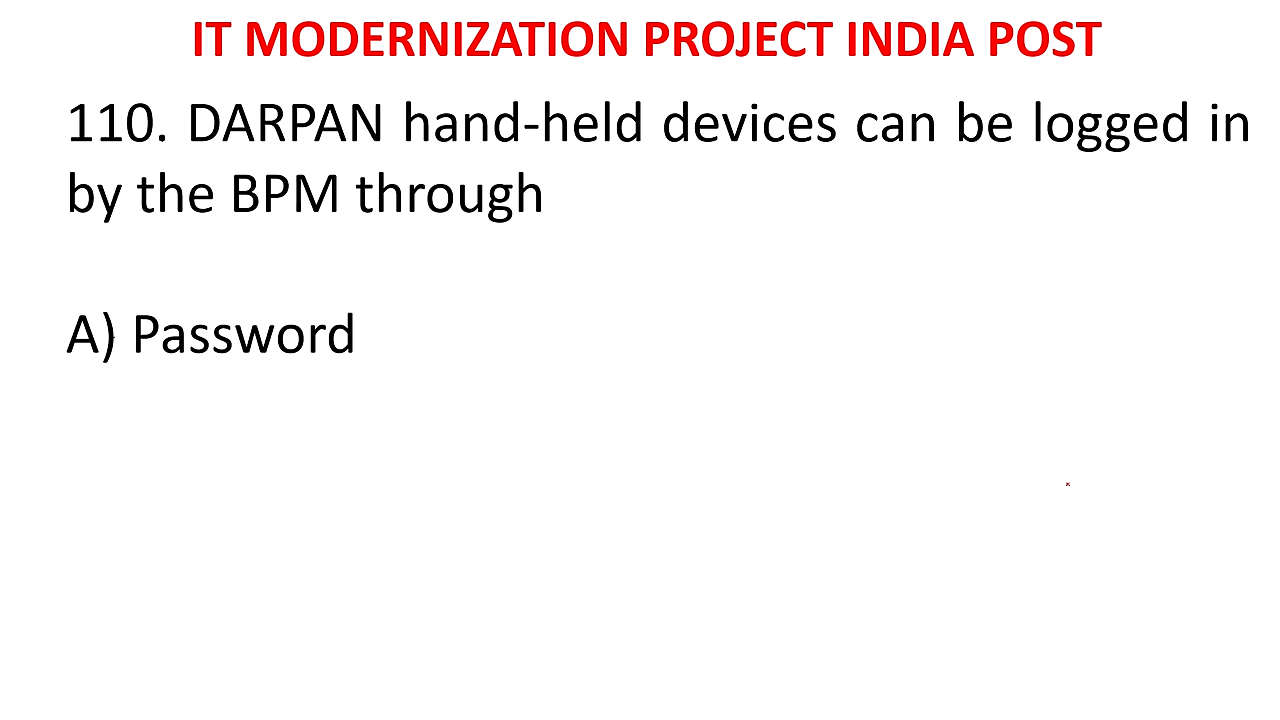 IT MODERNIZATION PROJECT INDIA POST
110. DARPAN hand-held devices can be logged in
by the BPM through
A) Password